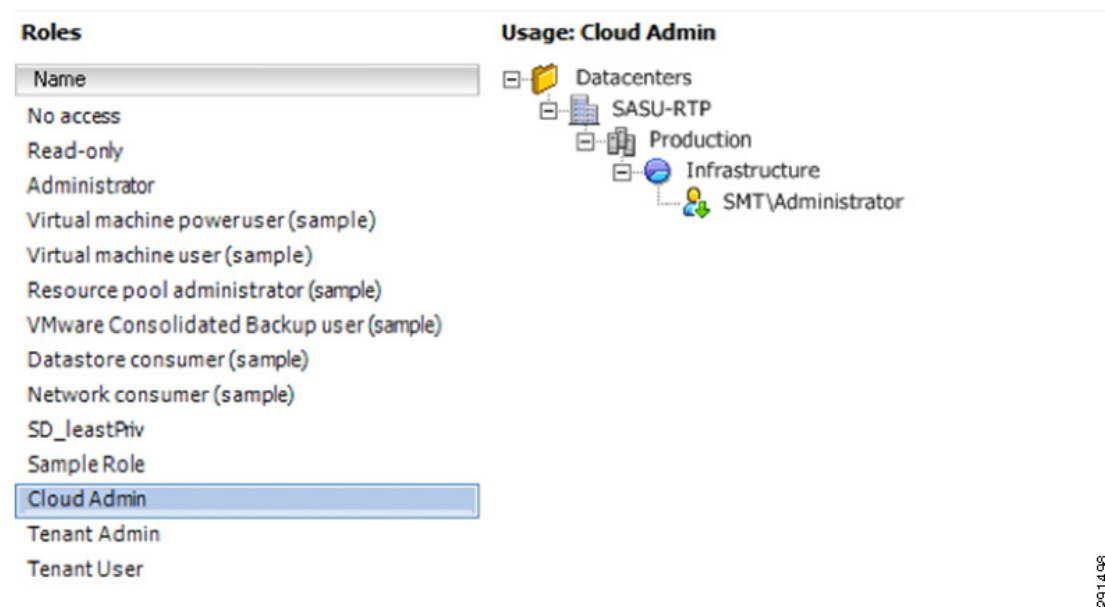 Roles
Name
No access
Read-only
Administrator
Virtual machine power user (sample)
Virtual machine user (sample)
Resource pool administrator (sample)
VMware Consolidated Backup user (sample)
Datastore consumer (sample)
Network consumer (sample)
SD_leastPriv
Sample Role
Cloud Admin
Tenant Admin
Tenant User
Usage: Cloud Admin
Datacenters
SASU-RTP
Production
Infrastructure
SMT\Administrator
291498